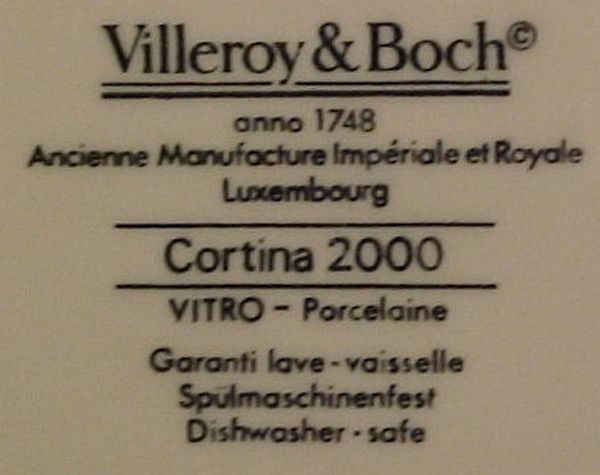 Villeroy & Boch©
anno 1748
Ancienne Manufacture Impériale et Royale
Luxembourg
Cortina 2000
VITRO - Porcelaine
Garanti lave-vaisselle
Spülmaschinenfest
Dishwasher · safe